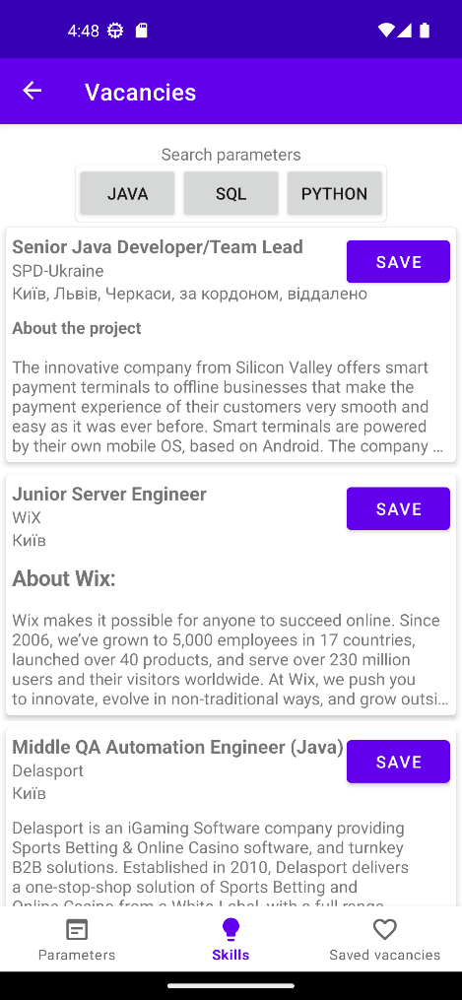 4:48
Vacancies
Search parameters
JAVA SQL PYTHON
Senior Java Developer/Team Lead
SAVE
SPD-Ukraine
Київ, Львів, Черкаси, за кордоном, віддалено
About the project
The innovative company from Silicon Valley offers smart
payment terminals to offline businesses that make the
payment experience of their customers very smooth and
easy as it was ever before. Smart terminals are powered
by their own mobile OS, based on Android. The company ...
Junior Server Engineer
SAVE
WiX
Київ
About Wix:
Wix makes it possible for anyone to succeed online. Since
2006, we've grown to 5,000 employees in 17 countries,
launched over 40 products, and serve over 230 million
users and their visitors worldwide. At Wix, we push you
to innovate, evolve in non-traditional ways, and grow outsi...
Middle QA Automation Engineer (Java)
SAVE
Delasport
Київ
Delasport is an iGaming Software company providing
Sports Betting & Online Casino software, and turnkey
B2B solutions. Established in 2010, Delasport delivers
a one-stop-shop solution of Sports Betting and
Online Casino from a White Label, with a full range
Parameters Skills Saved vacancies